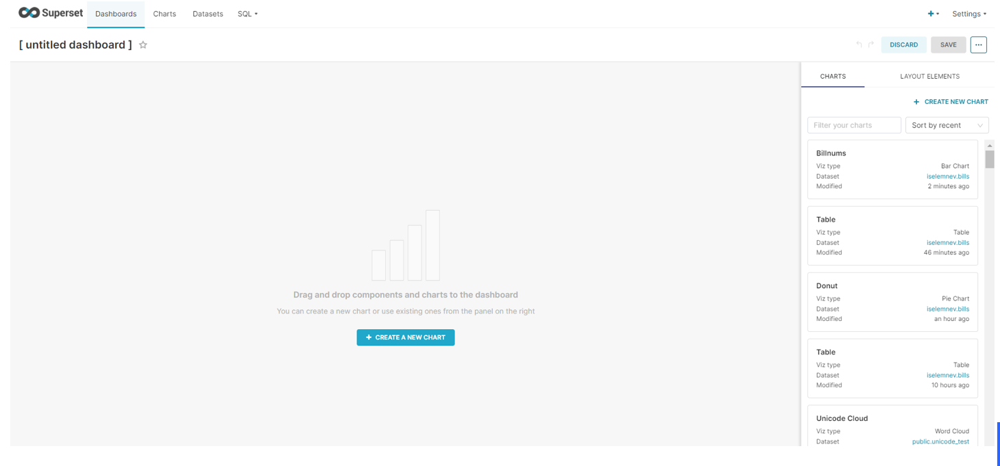 Superset Dashboards Charts Datasets SQL Settings
[ untitled dashboard ] DISCARD SAVE ...
CHARTS LAYOUT ELEMENTS
+ CREATE NEW CHART
Filter your charts Sort by recent
Billnums
Viz type Bar Chart
Dataset iselemnev.bills
Modified 2 minutes ago
Table
Viz type Table
Dataset iselemnev.bills
Modified 46 minutes ago
Donut
Viz type Pie Chart
Dataset iselemnev.bills
Modified an hour ago
Table
Viz type Table
Dataset iselemnev.bills
Modified 10 hours ago
Unicode Cloud
Viz type Word Cloud
Dataset public.unicode_test
Drag and drop components and charts to the dashboard
You can create a new chart or use existing ones from the panel on the right
+ CREATE A NEW CHART